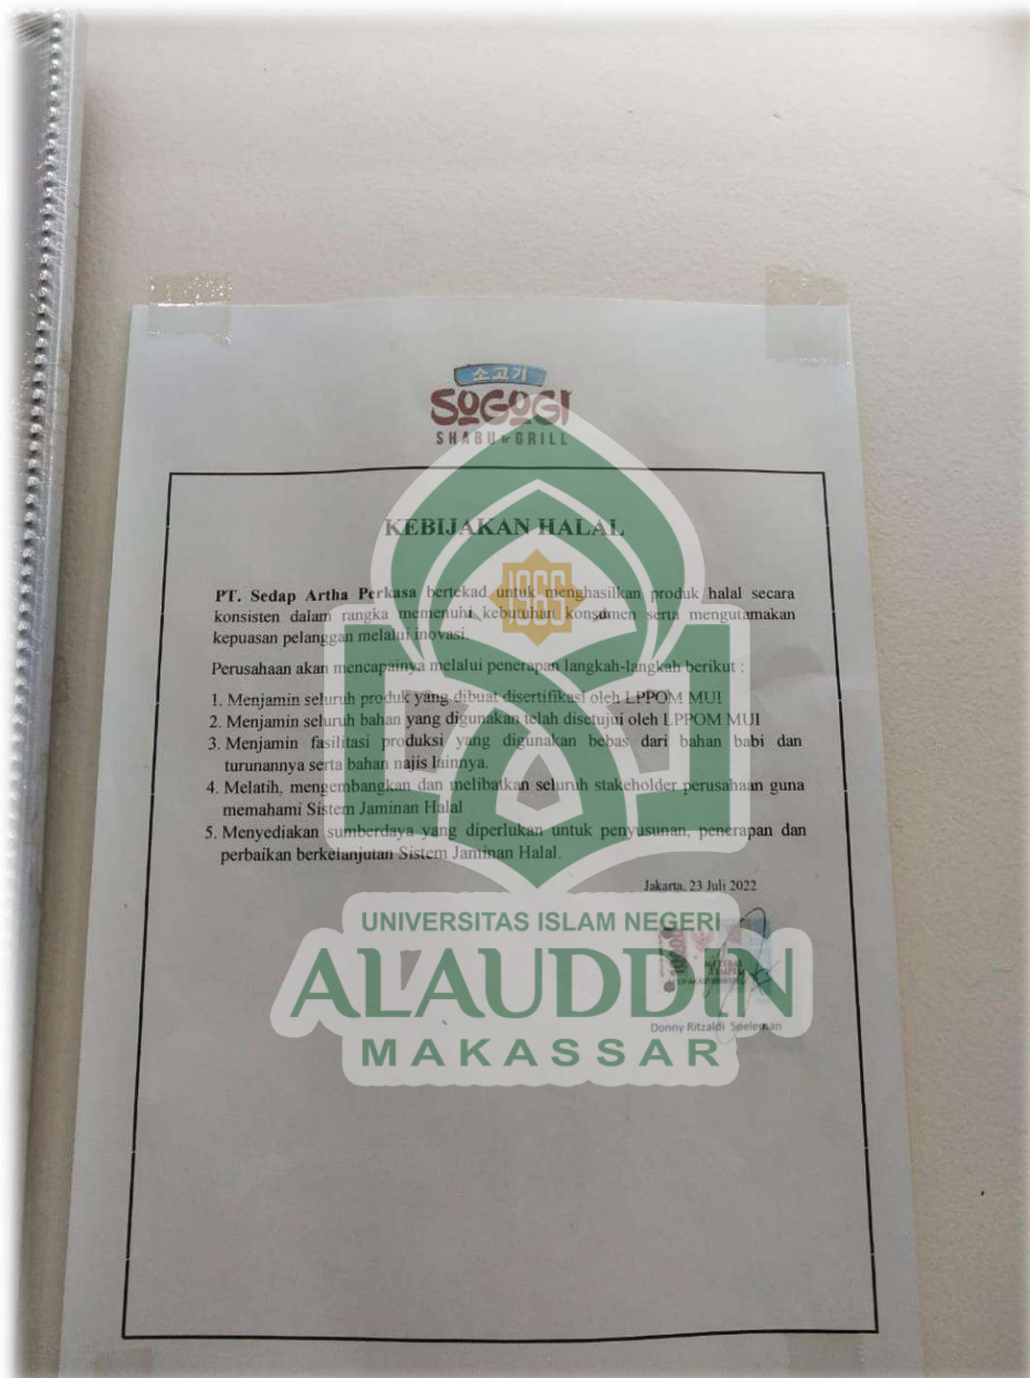 소고기
SOGOGI
SHABU & GRILL
KEBIJAKAN HALAL
1965
PT. Sedap Artha Perkasa bertekad untuk menghasilkan produk halal secara
konsisten dalam rangka memenuhi kebutuhan konsumen serta mengutamakan
kepuasan pelanggan melalui inovasi.
Perusahaan akan mencapainya melalui penerapan langkah-langkah berikut :
1. Menjamin seluruh produk yang dibuat disertifikasi oleh LPPOM MUI
2. Menjamin seluruh bahan yang digunakan telah disetujui oleh LPPOM MUI
3. Menjamin fasilitasi produksi yang digunakan bebas dari bahan babi dan
turunannya serta bahan najis lainnya.
4. Melatih, mengembangkan dan melibatkan seluruh stakeholder perusahaan guna
memahami Sistem Jaminan Halal
5. Menyediakan sumberdaya yang diperlukan untuk penyusunan, penerapan dan
perbaikan berkelanjutan Sistem Jaminan Halal.
Jakarta, 23 Juli 2022
UNIVERSITAS ISLAM NEGERI
ALAUDDIN
MAKASSAR
TEMPEL
Donny Ritzaldi Soeleman